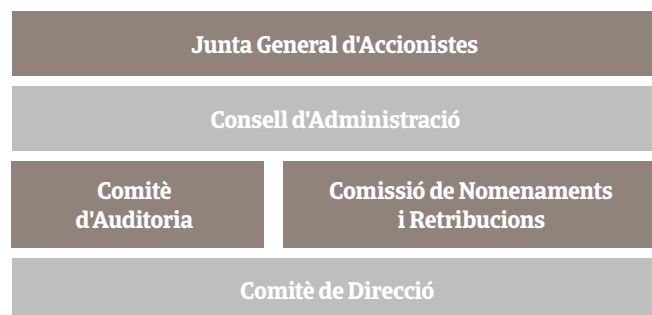 Junta General d'Accionistes
Consell d'Administració
Comitè
d'Auditoria
Comissió de Nomenaments
i Retribucions
Comitè de Direcció